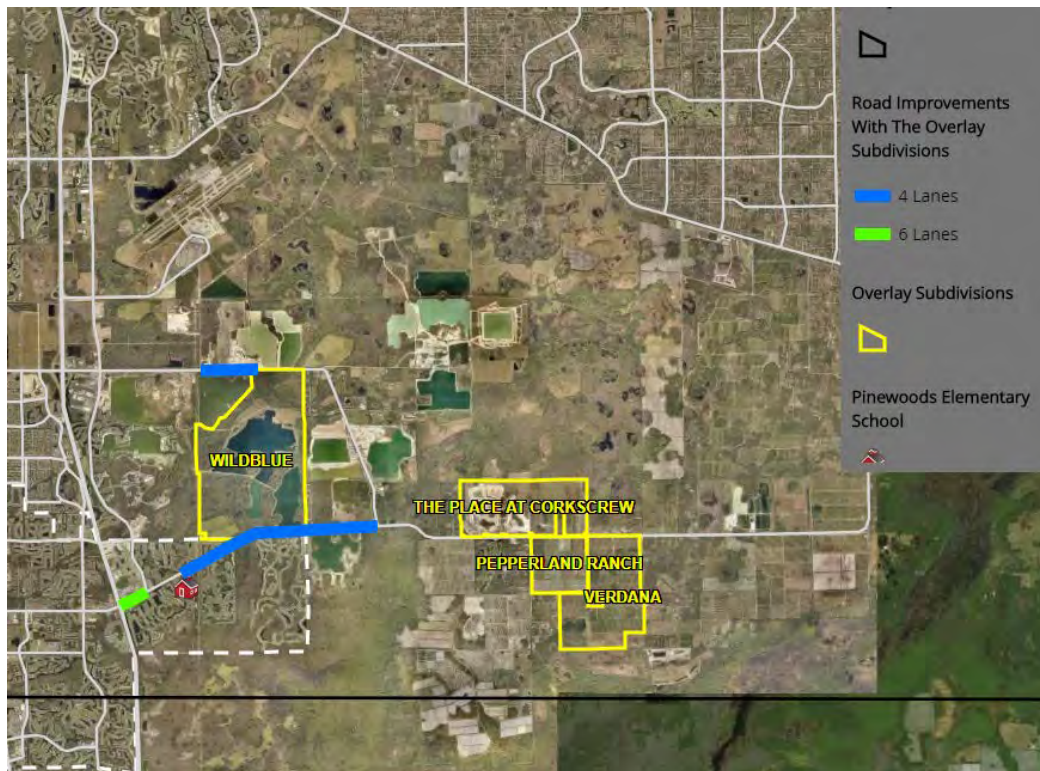 Road Improvements
With The Overlay
Subdivisions
4 Lanes
6 Lanes
Overlay Subdivisions
Pinewoods Elementary
School
WILDBLUE
THE PLACE AT CORKSCREW
PEPPERLAND RANCH
VERDANA